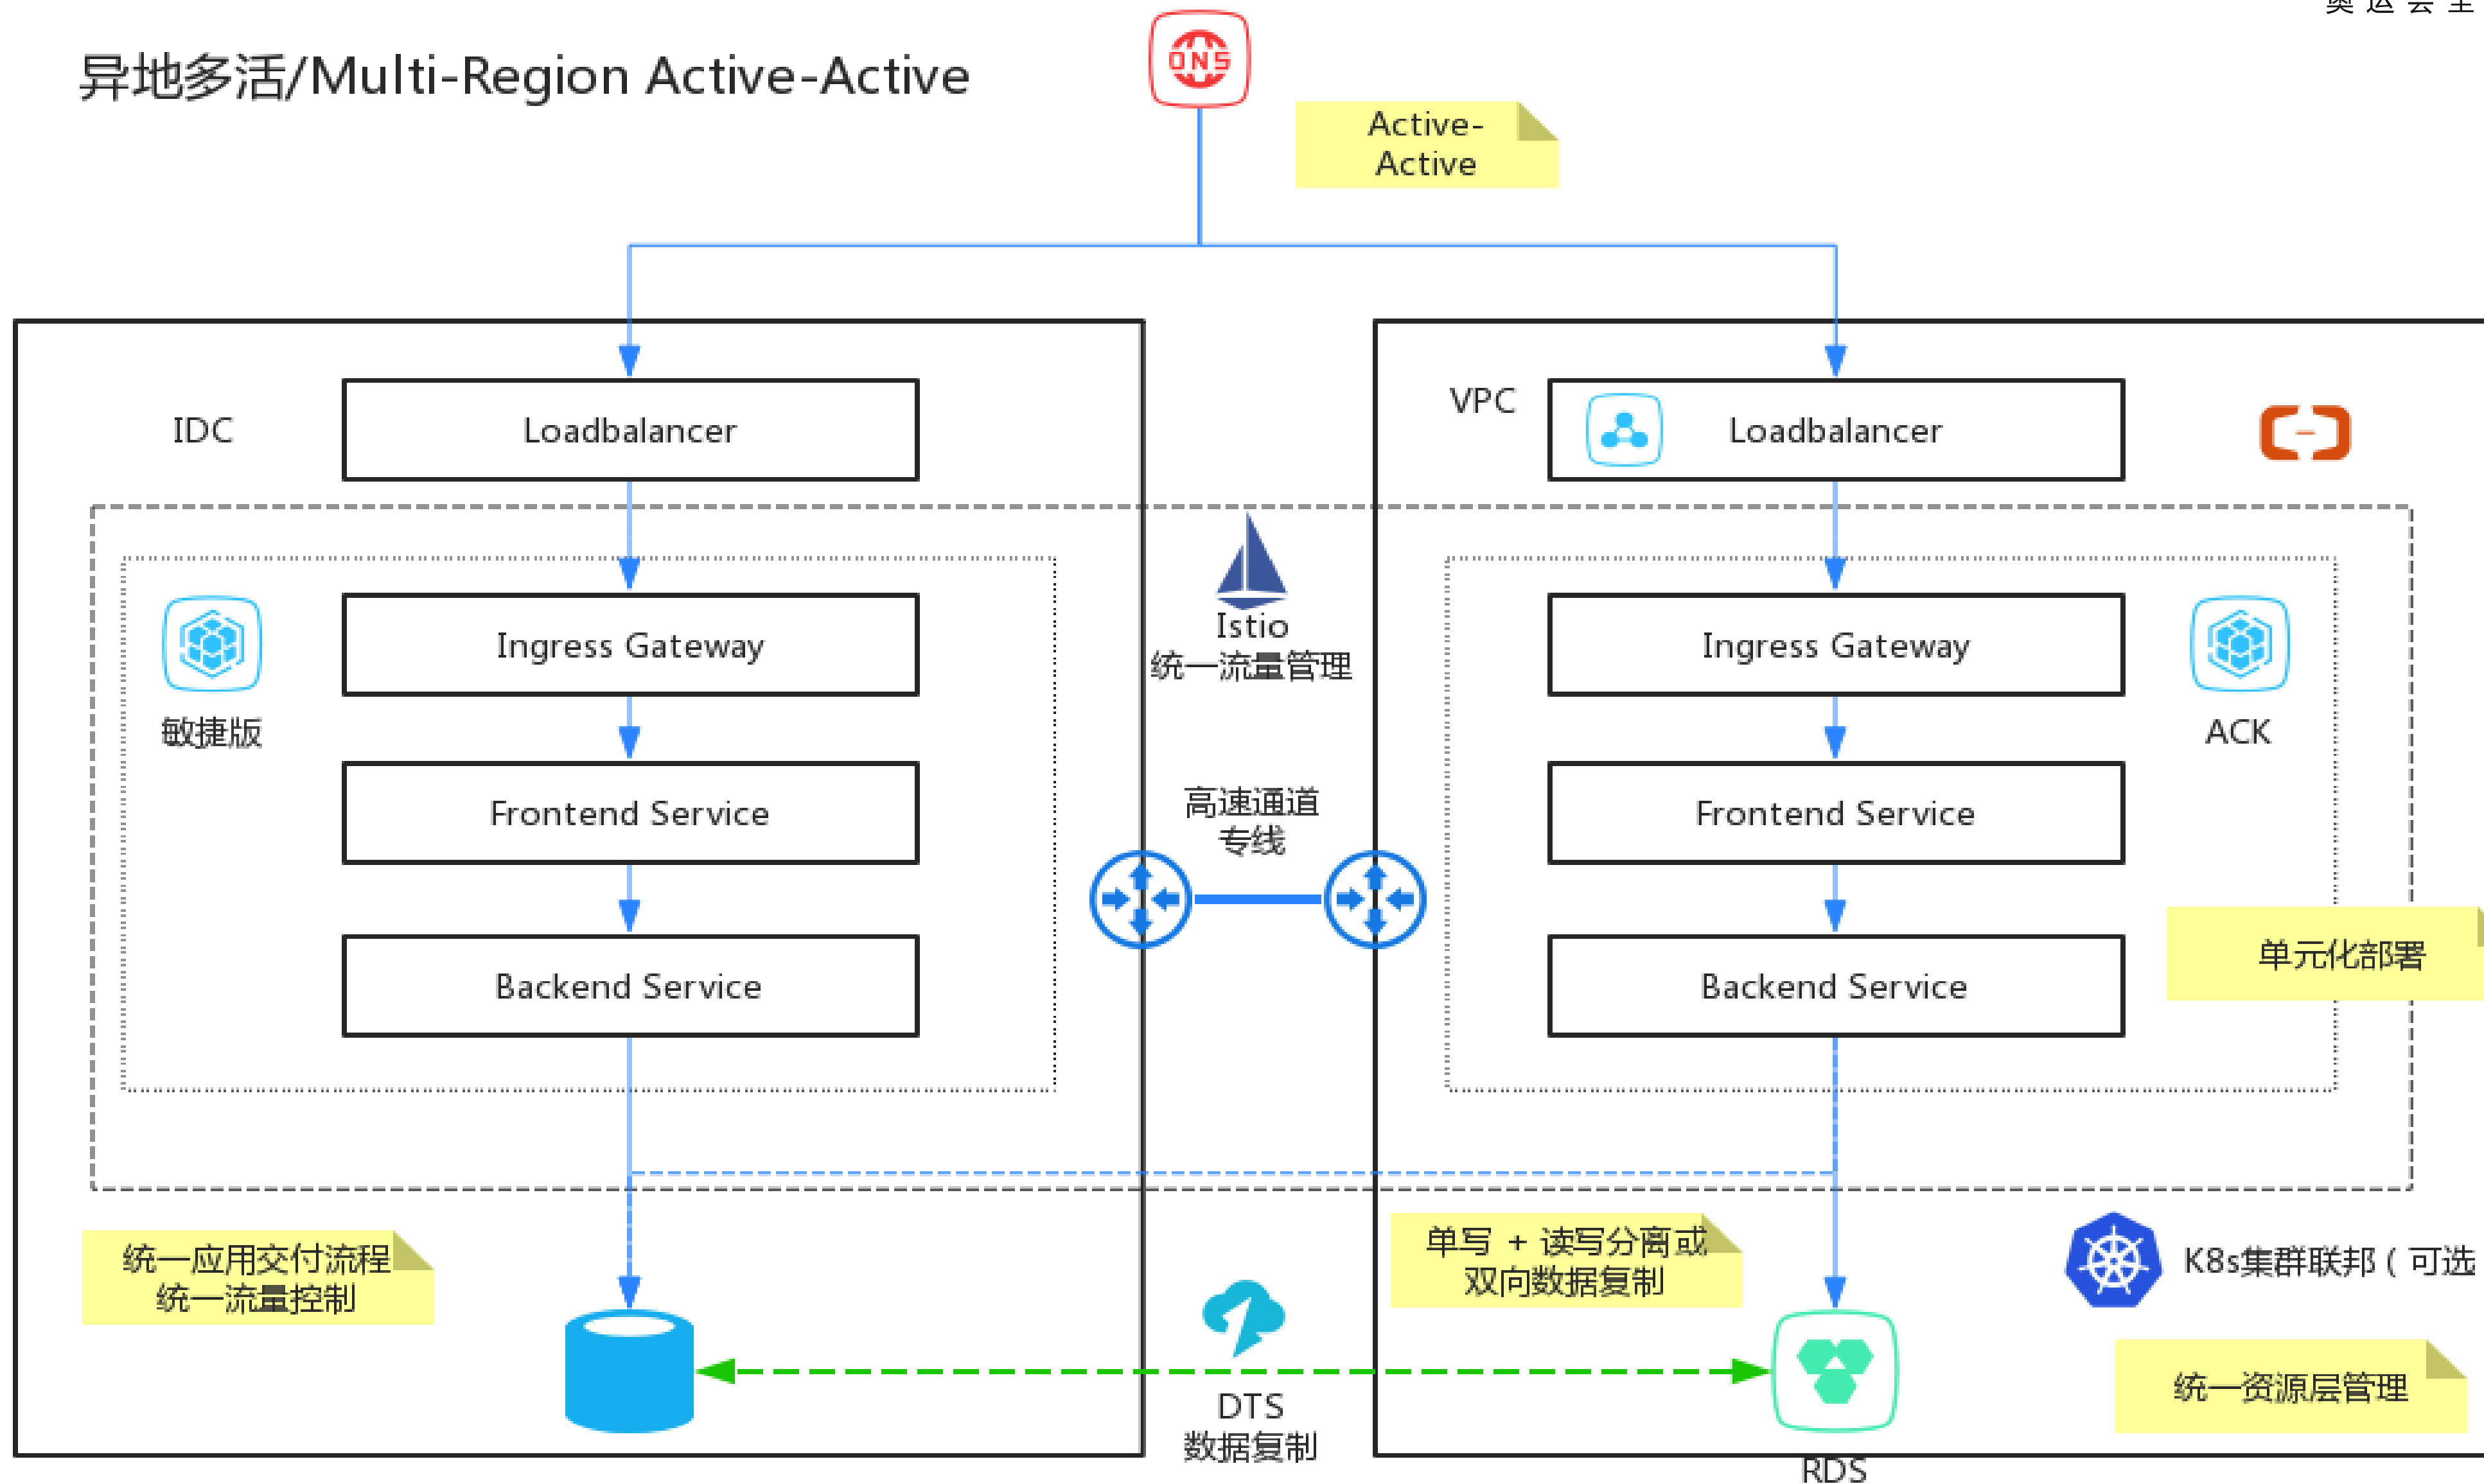 异地多活/Multi-Region Active-Active
DNS
Active-
Active
IDC
Loadbalancer
VPC
Loadbalancer
Ingress Gateway
敏捷版
Frontend Service
Backend Service
Istio
统一流量管理
高速通道
专线
Ingress Gateway
ACK
Frontend Service
Backend Service
单元化部署
统一应用交付流程
统一流量控制
单写 + 读写分离或
双向数据复制
K8s集群联邦（可选
统一资源层管理
DTS
数据复制
RDS